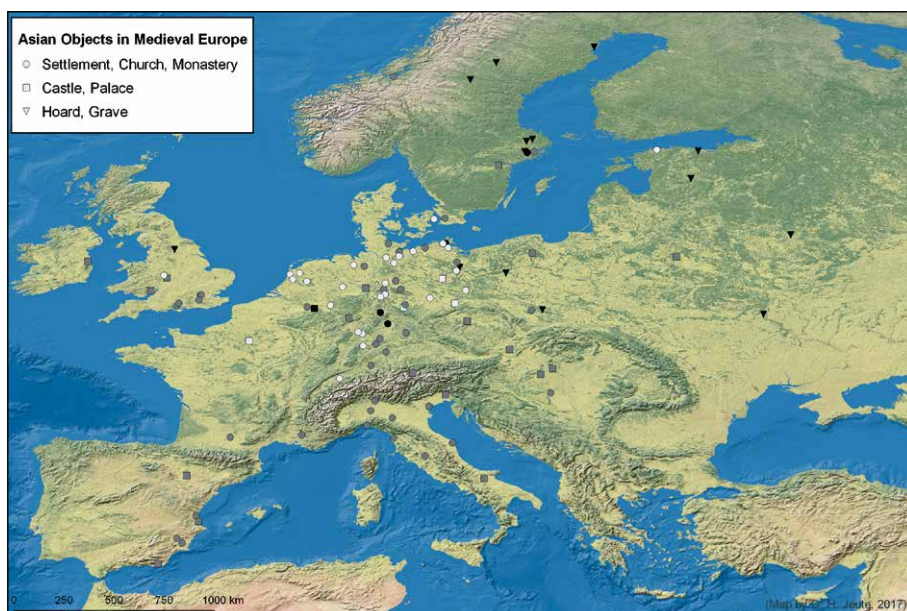 Asian Objects in Medieval Europe
Settlement, Church, Monastery
Castle, Palace
Hoard, Grave
0 250 500 750 1000 km
(Map by G. H. Jeute, 2017)